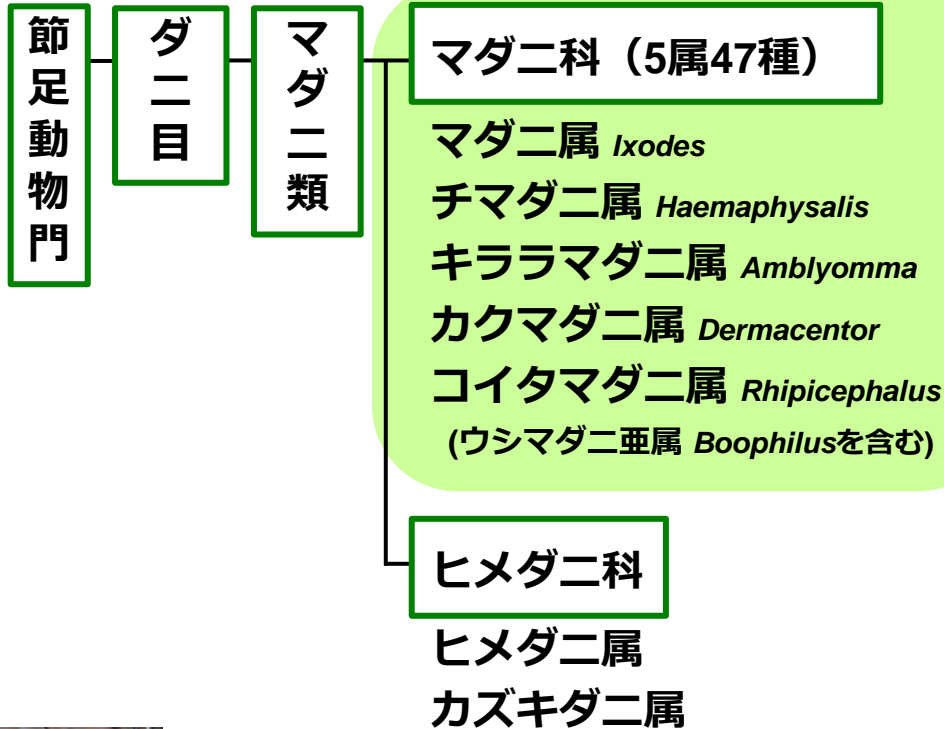 節足動物門
ダニ目
マダニ類
マダニ科（5属47種）
マダニ属 Ixodes
チマダニ属 Haemaphysalis
キララマダニ属 Amblyomma
カクマダニ属 Dermacentor
コイタマダニ属 Rhipicephalus
(ウシマダニ亜属 Boophilusを含む)
ヒメダニ科
ヒメダニ属
カズキダニ属